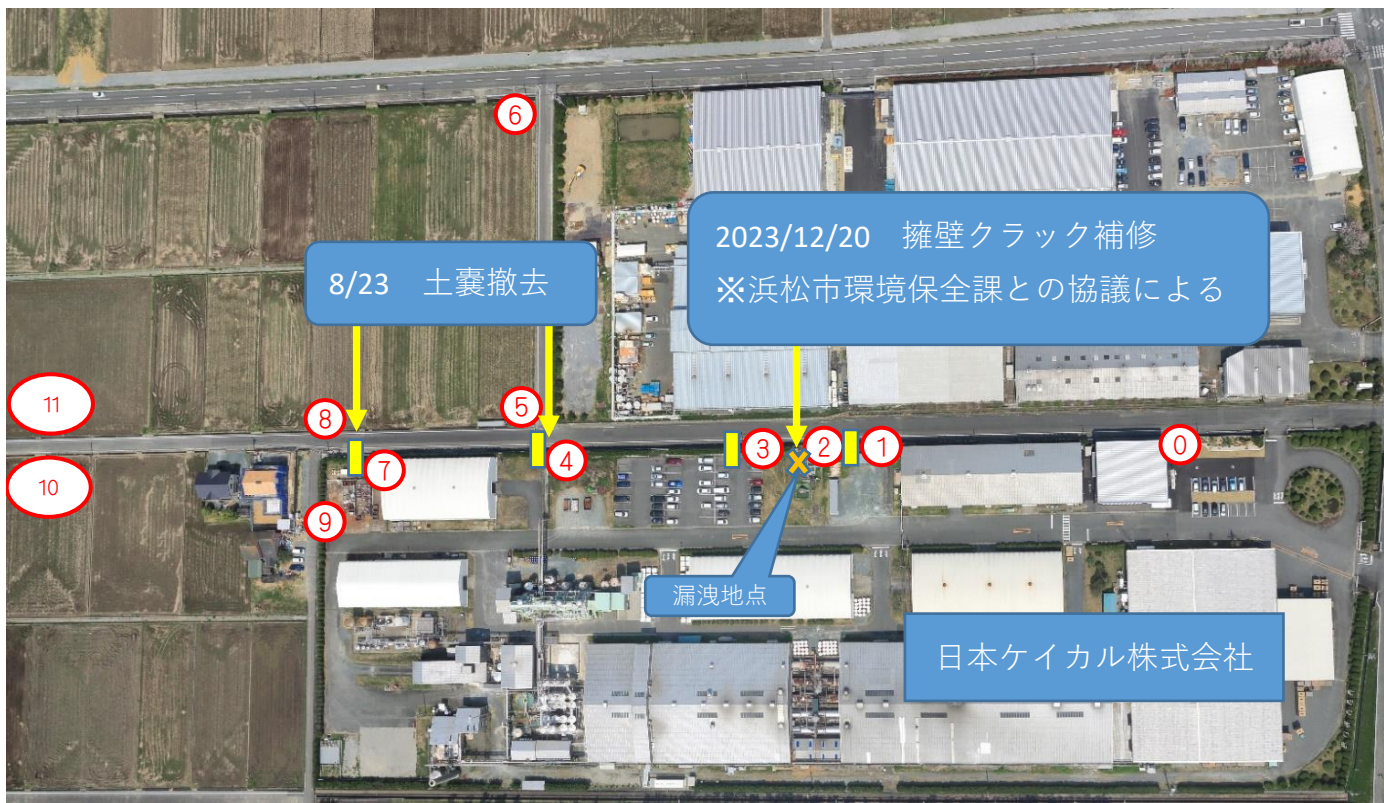 ⑥
2023/12/20　擁壁クラック補修
※浜松市環境保全課との協議による
8/23　土嚢撤去
11
⑧
⑤
⑦
④
③
②
①
⓪
10
⑨
漏洩地点
日本ケイカル株式会社